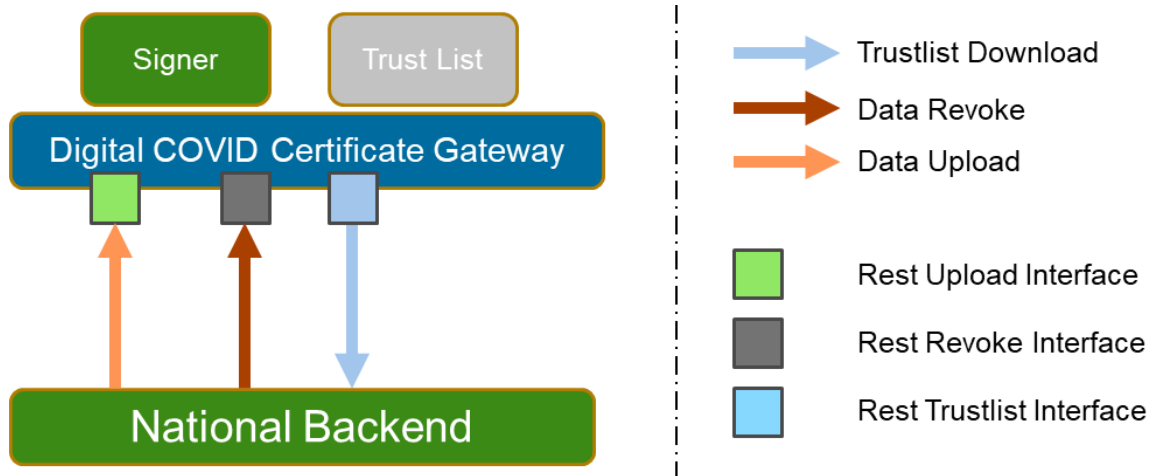 Signer
Trust List
Digital COVID Certificate Gateway
National Backend
Trustlist Download
Data Revoke
Data Upload
Rest Upload Interface
Rest Revoke Interface
Rest Trustlist Interface